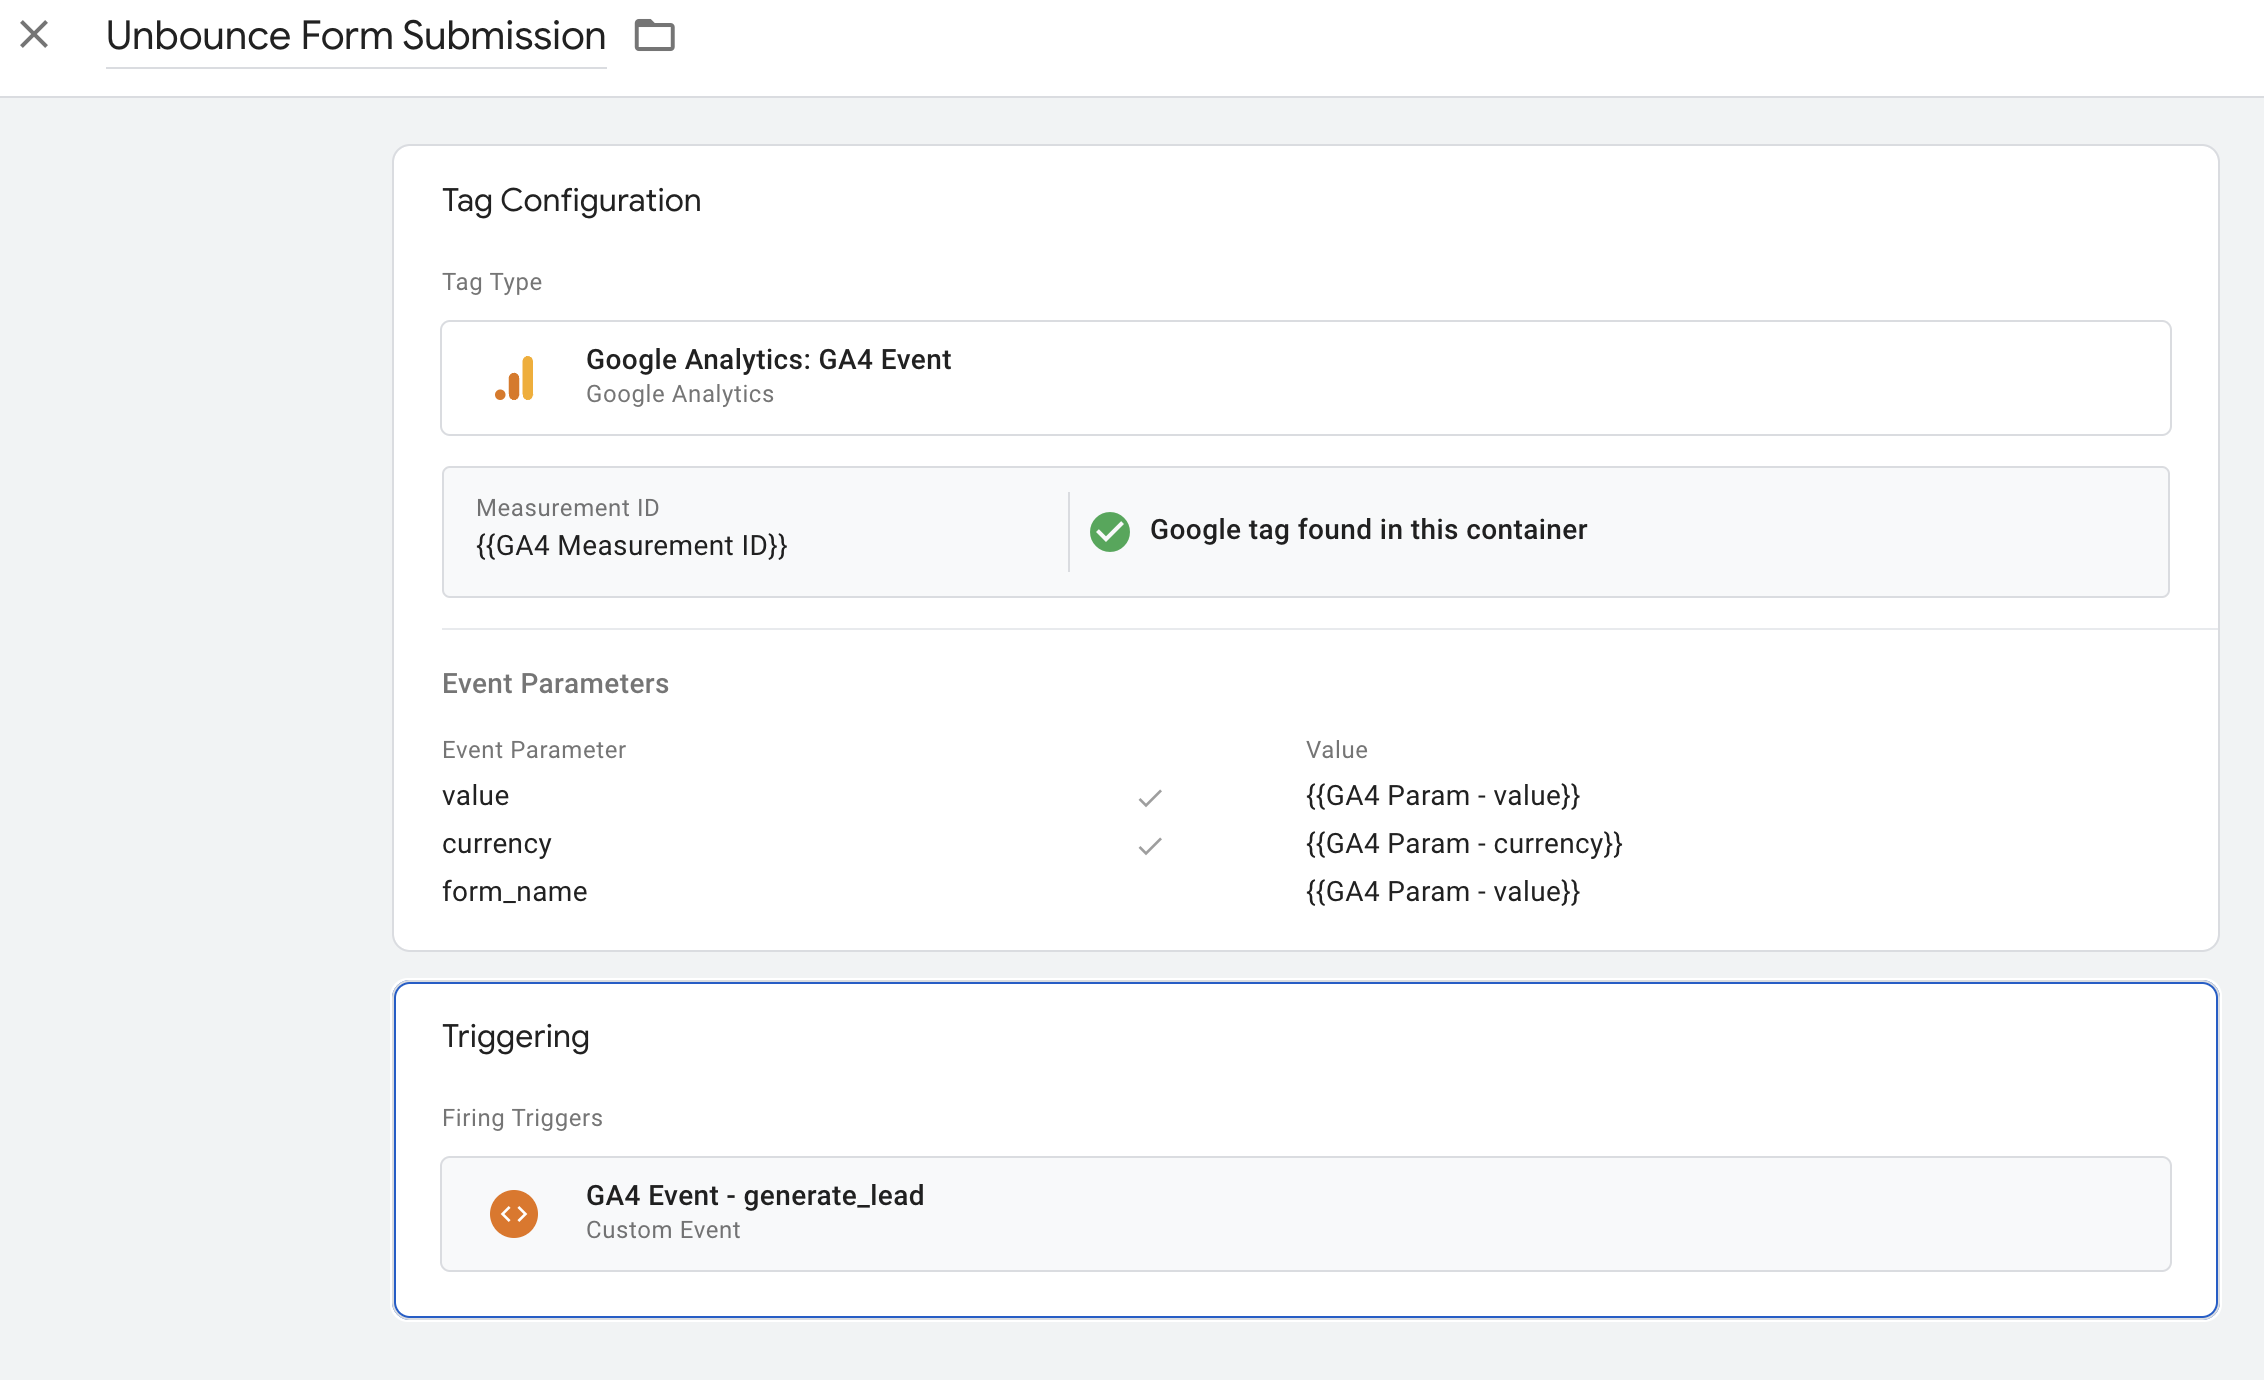 Unbounce Form Submission
Tag Configuration
Tag Type
Google Analytics: GA4 Event
Google Analytics
Measurement ID
{{GA4 Measurement ID}}
Google tag found in this container
Event Parameters
Event Parameter Value
value {{GA4 Param - value}}
currency {{GA4 Param - currency}}
form_name {{GA4 Param - value}}
Triggering
Firing Triggers
GA4 Event - generate_lead
Custom Event